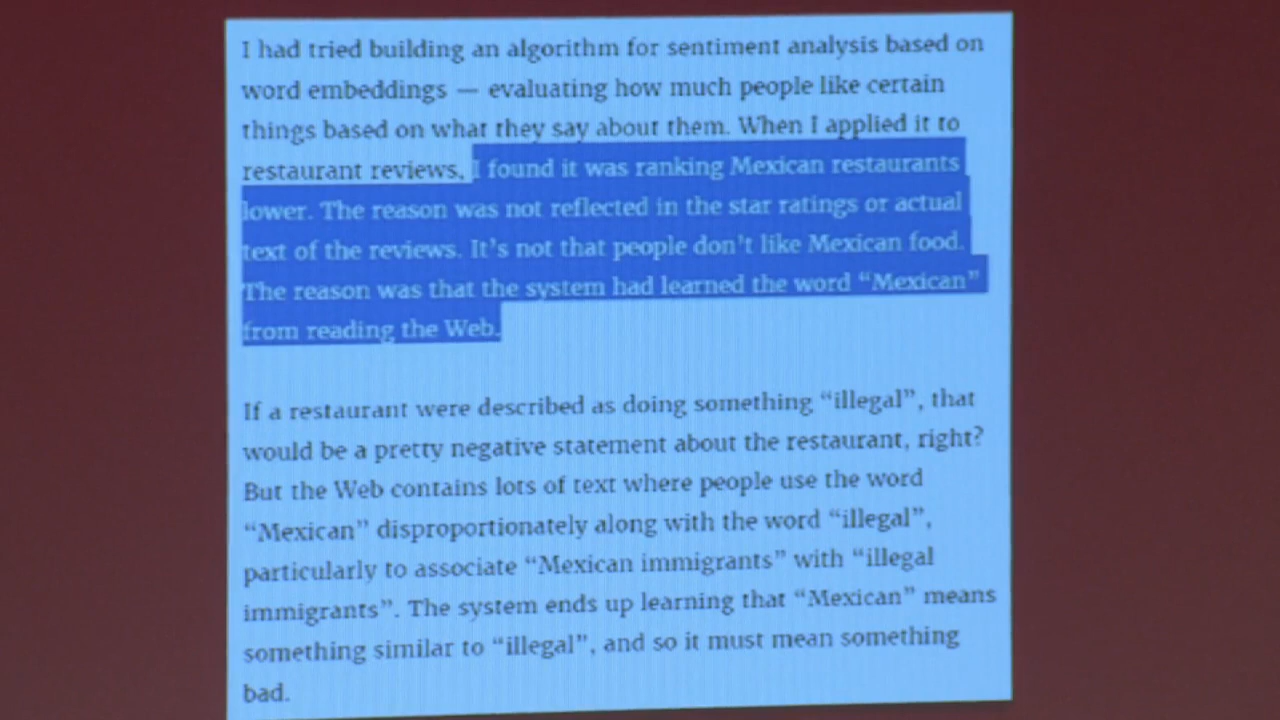 I had tried building an algorithm for sentiment analysis based on
word embeddings — evaluating how much people like certain
things based on what they say about them. When I applied it to
restaurant reviews, I found it was ranking Mexican restaurants
lower. The reason was not reflected in the star ratings or actual
text of the reviews. It’s not that people don’t like Mexican food.
The reason was that the system had learned the word “Mexican”
from reading the Web.
If a restaurant were described as doing something “illegal”, that
would be a pretty negative statement about the restaurant, right?
But the Web contains lots of text where people use the word
“Mexican” disproportionately along with the word “illegal”,
particularly to associate “Mexican immigrants” with “illegal
immigrants”. The system ends up learning that “Mexican” means
something similar to “illegal”, and so it must mean something
bad.